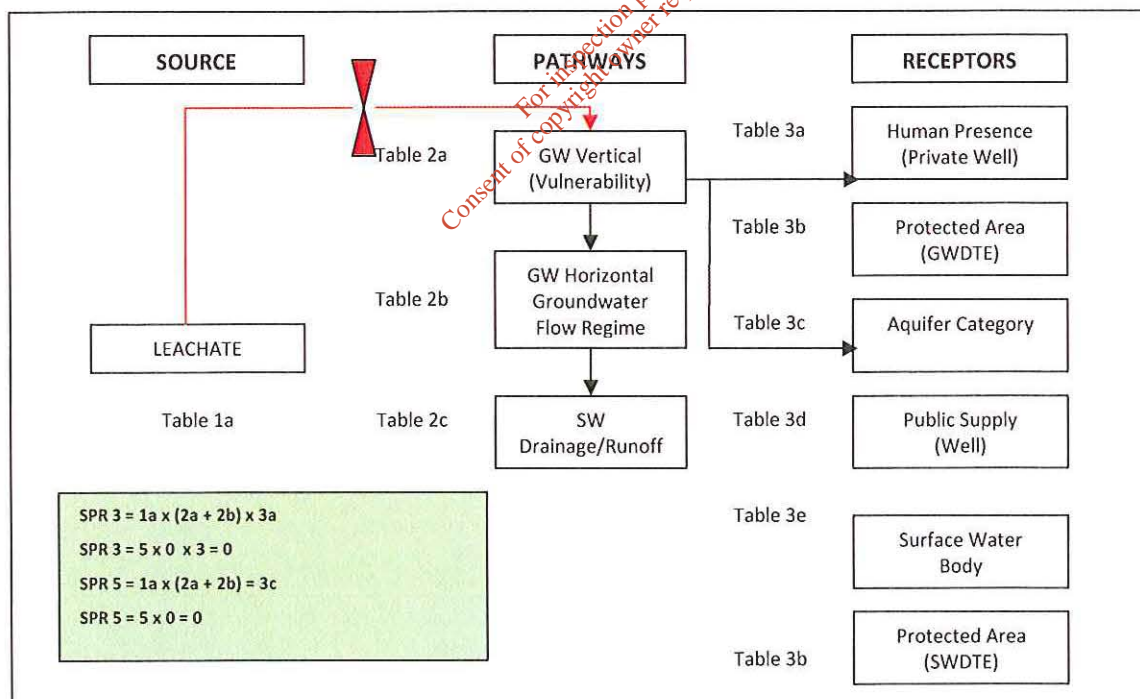 For inspection p
Consent of copyright owner re
SOURCE
PATHWAYS
RECEPTORS
Table 2a
GW Vertical
(Vulnerability)
Table 3a
Human Presence
(Private Well)
Table 3b
Protected Area
(GWDTE)
Table 2b
GW Horizontal
Groundwater
Flow Regime
Table 3c
Aquifer Category
LEACHATE
Table 1a
Table 2c
SW
Drainage/Runoff
Table 3d
Public Supply
(Well)
SPR 3 = 1a x (2a + 2b) x 3a
SPR 3 = 5 x 0 x 3 = 0
SPR 5 = 1a x (2a + 2b) = 3c
SPR 5 = 5 x 0 = 0
Table 3e
Surface Water
Body
Table 3b
Protected Area
(SWDTE)